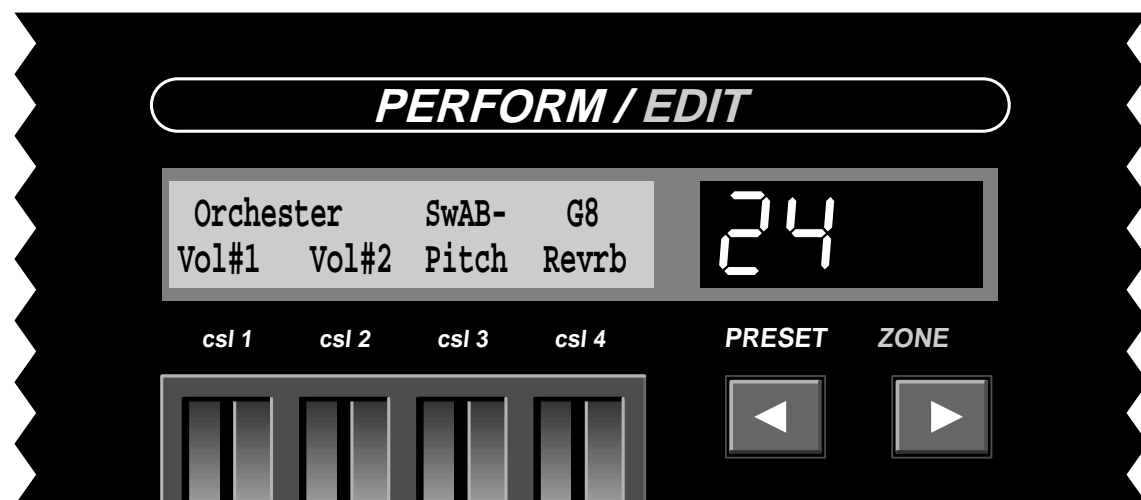 PERFORM / EDIT
Orchester SwAB- G8
Vol#1 Vol#2 Pitch Revrb
24
csl 1 csl 2 csl 3 csl 4
PRESET ZONE